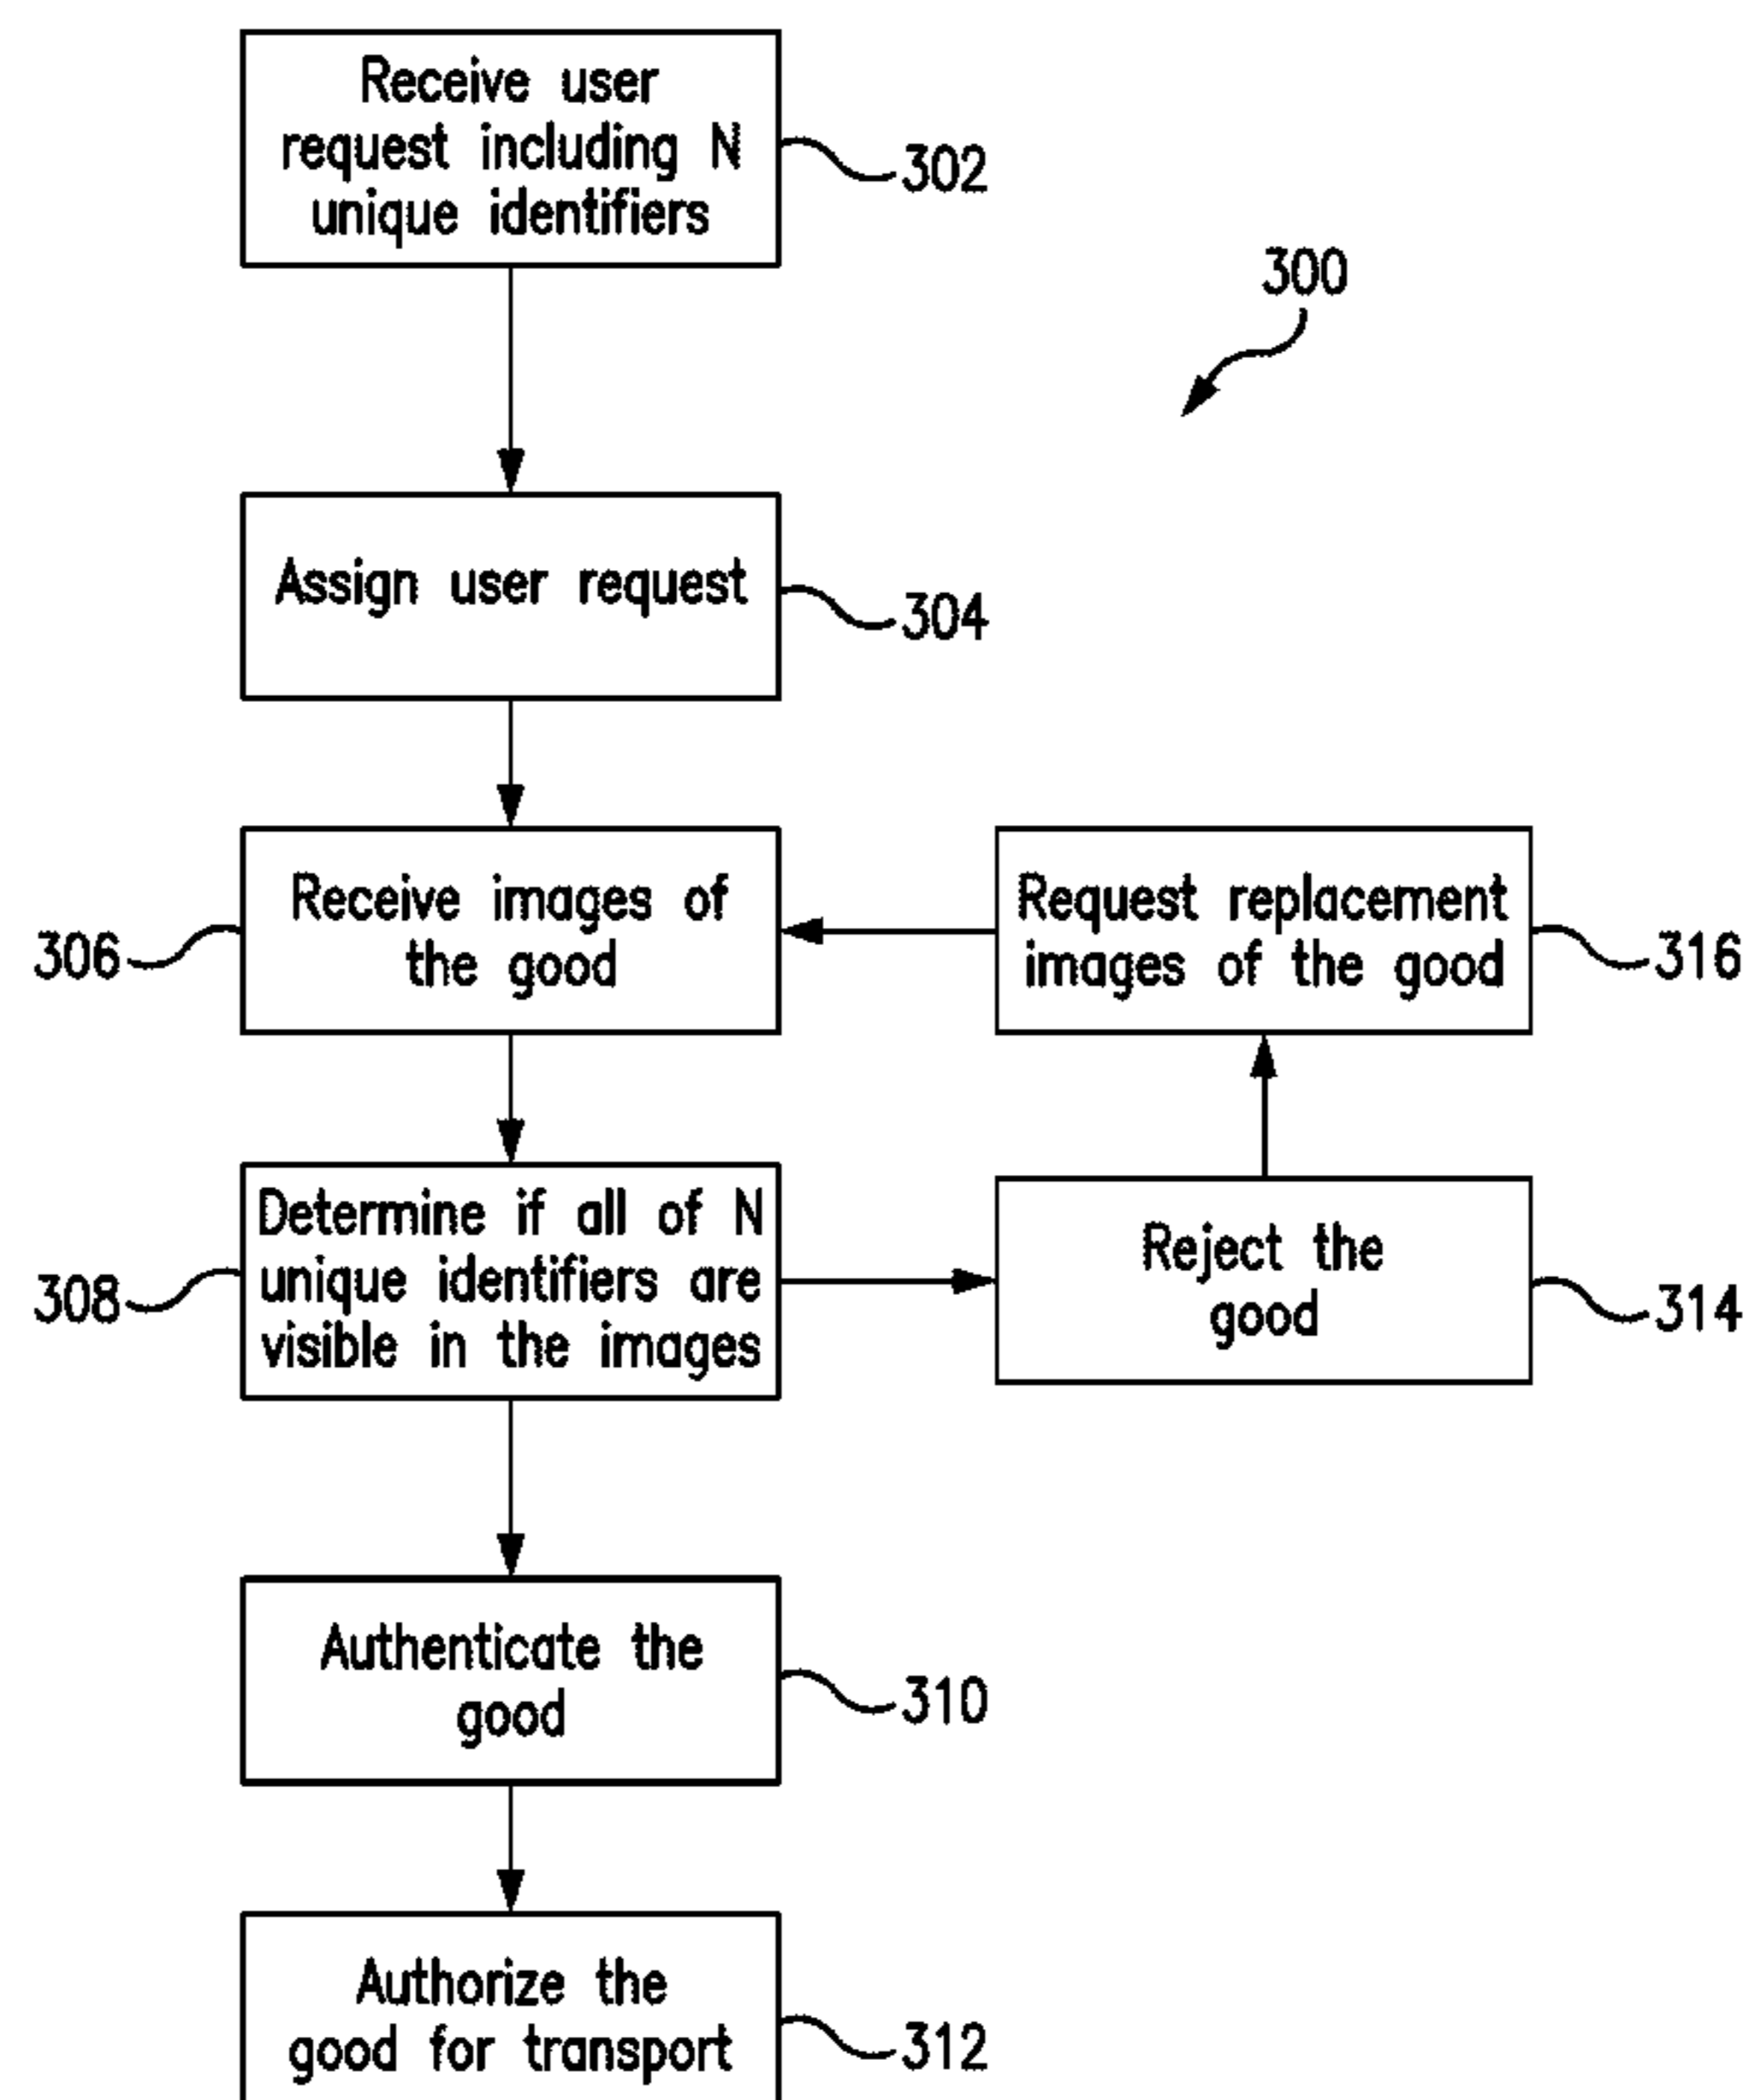 Receive user
request including N
unique identifiers
302
300
Assign user request
304
Receive images of
the good
306
Request replacement
images of the good
316
Determine if all of N
unique identifiers are
visible in the images
308
Reject the
good
314
Authenticate the
good
310
Authorize the
good for transport
312